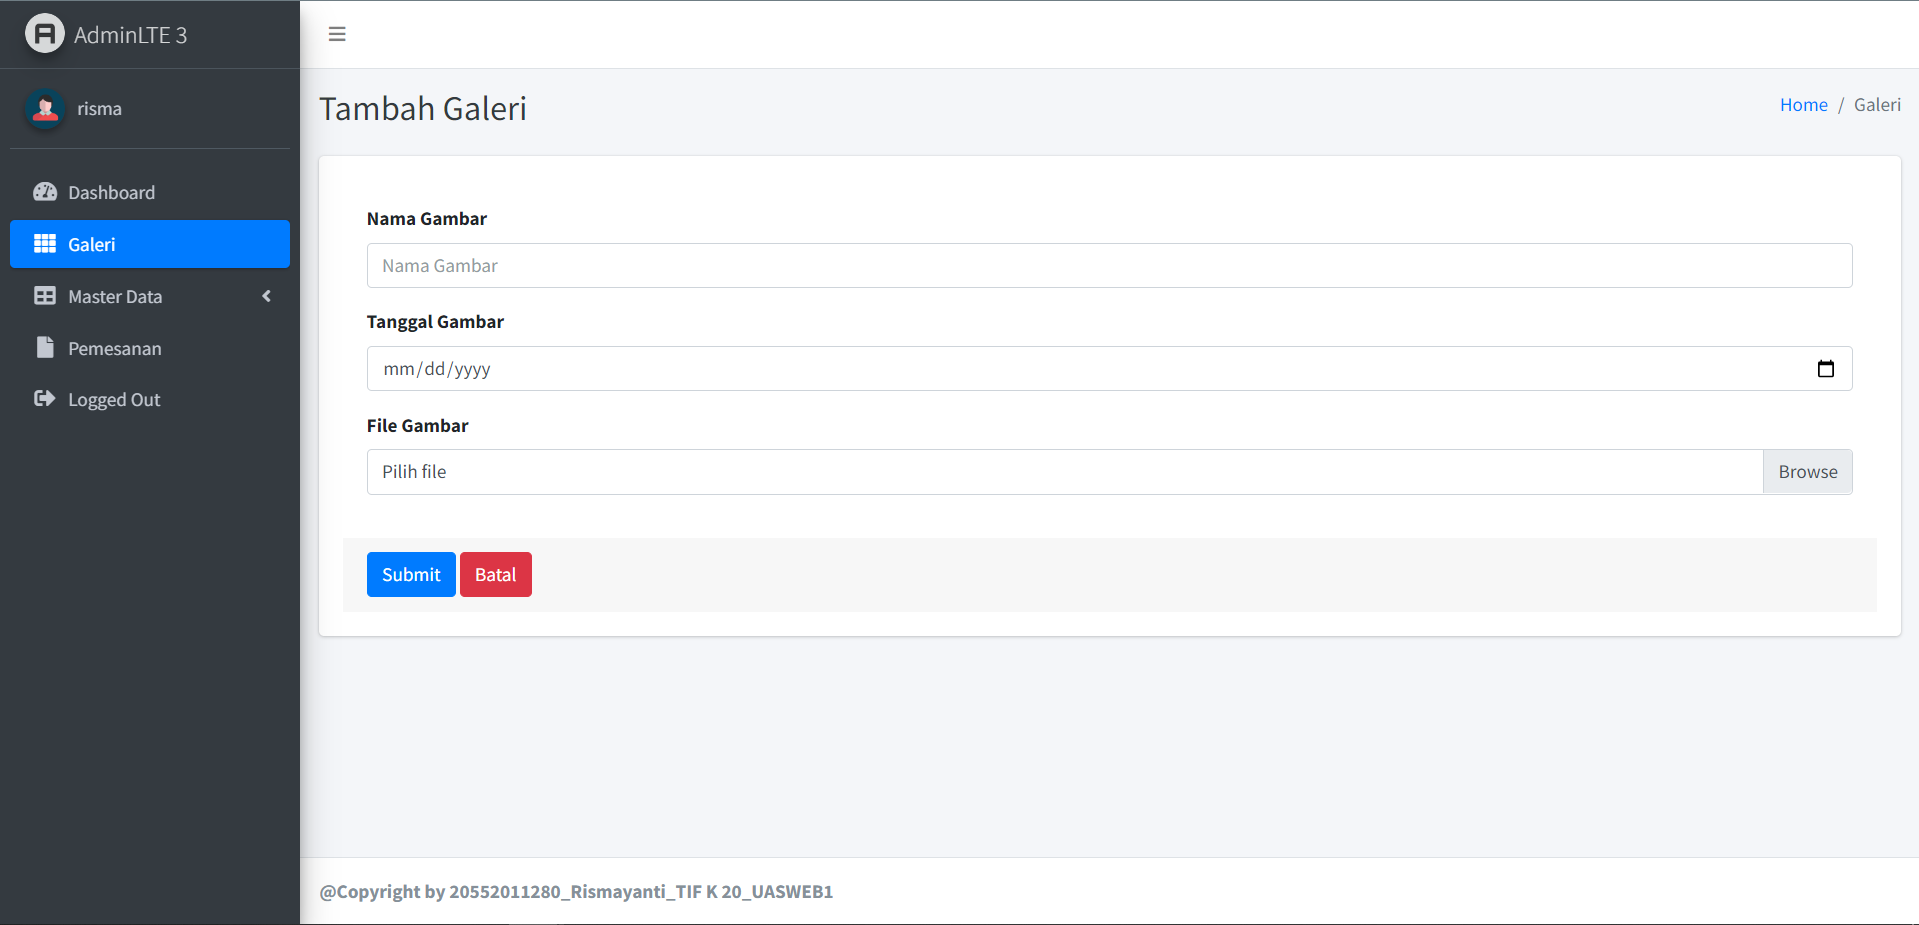 AdminLTE 3
risma
Dashboard
Galeri
Master Data
Pemesanan
Logged Out
Tambah Galeri
Home / Galeri
Nama Gambar
Nama Gambar
Tanggal Gambar
mm/dd/yyyy
File Gambar
Pilih file
Browse
Submit Batal
@Copyright by 20552011280_Rismayanti_TIF K 20_UASWEB1